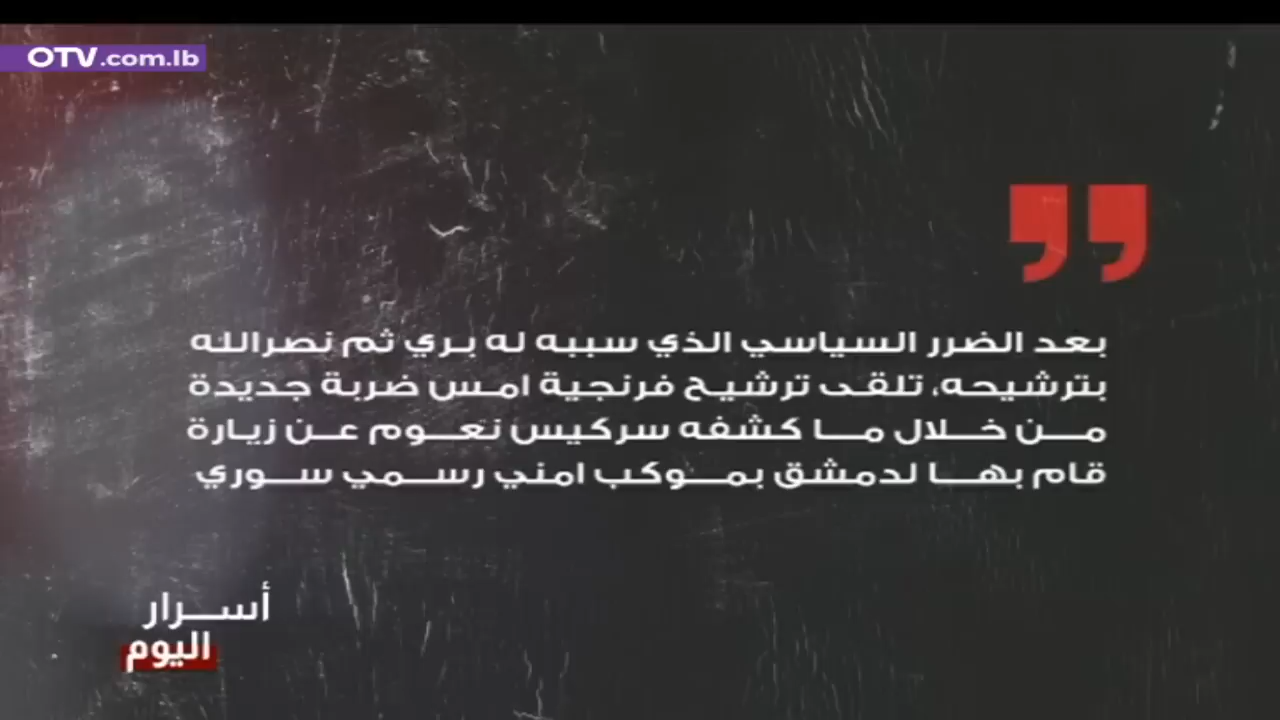 OTV.com.lb
بعد الضرر السياسي الذي سببه له بري ثم نصرالله
بترشيحه، تلقى ترشيح فرنجية امس ضربة جديدة
من خلال ما كشفه سركيس نعوم عن زيارة
قام بها لدمشق بموكب امني رسمي سوري
أسرار
اليوم